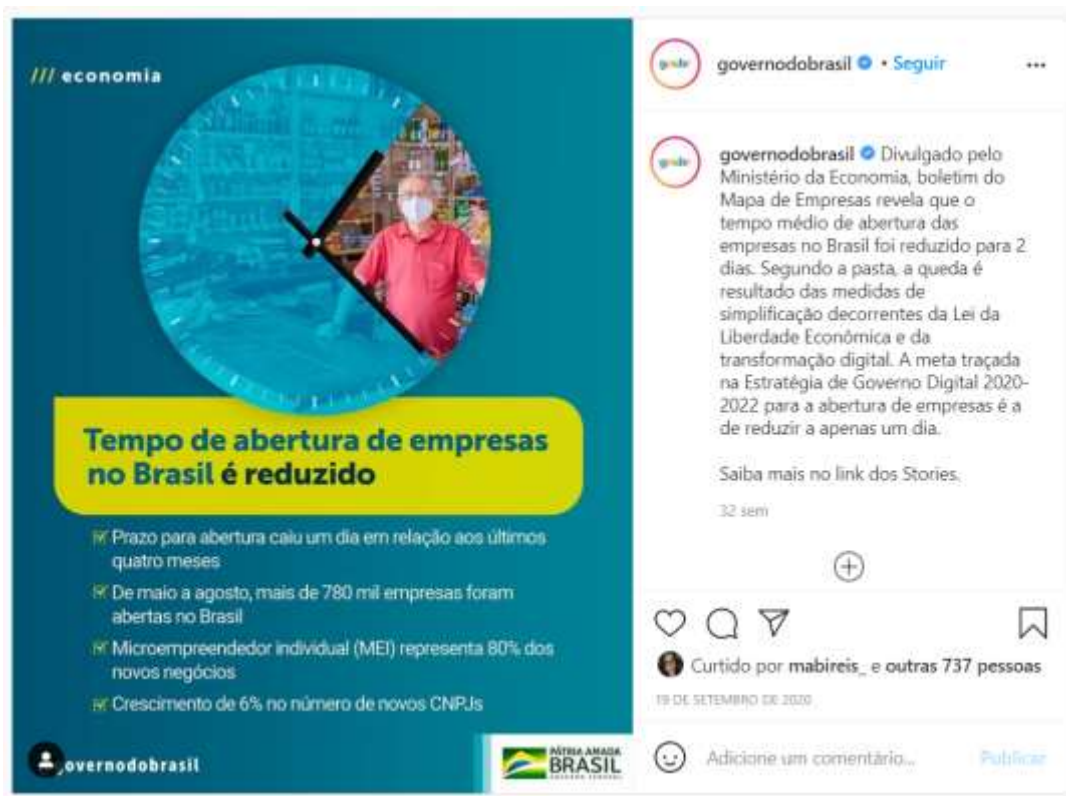 /// economia
Tempo de abertura de empresas
no Brasil é reduzido
Prazo para abertura caiu um dia em relação aos últimos
quatro meses
De maio a agosto, mais de 780 mil empresas foram
abertas no Brasil
Microempreendedor individual (MEI) representa 80% dos
novos negócios
Crescimento de 6% no número de novos CNPJs
overnodobrasil
PÁTRIA AMADA
BRASIL
GOVERNO FEDERAL
governodobrasil • Seguir
governodobrasil Divulgado pelo
Ministério da Economia, boletim do
Mapa de Empresas revela que o
tempo médio de abertura das
empresas no Brasil foi reduzido para 2
dias. Segundo a pasta, a queda é
resultado das medidas de
simplificação decorrentes da Lei da
Liberdade Econômica e da
transformação digital. A meta traçada
na Estratégia de Governo Digital 2020-
2022 para a abertura de empresas é a
de reduzir a apenas um dia.
Saiba mais no link dos Stories.
32 sem
Curtido por mabireis_ e outras 737 pessoas
19 DE SETEMBRO DE 2020
Adicione um comentário... Publicar